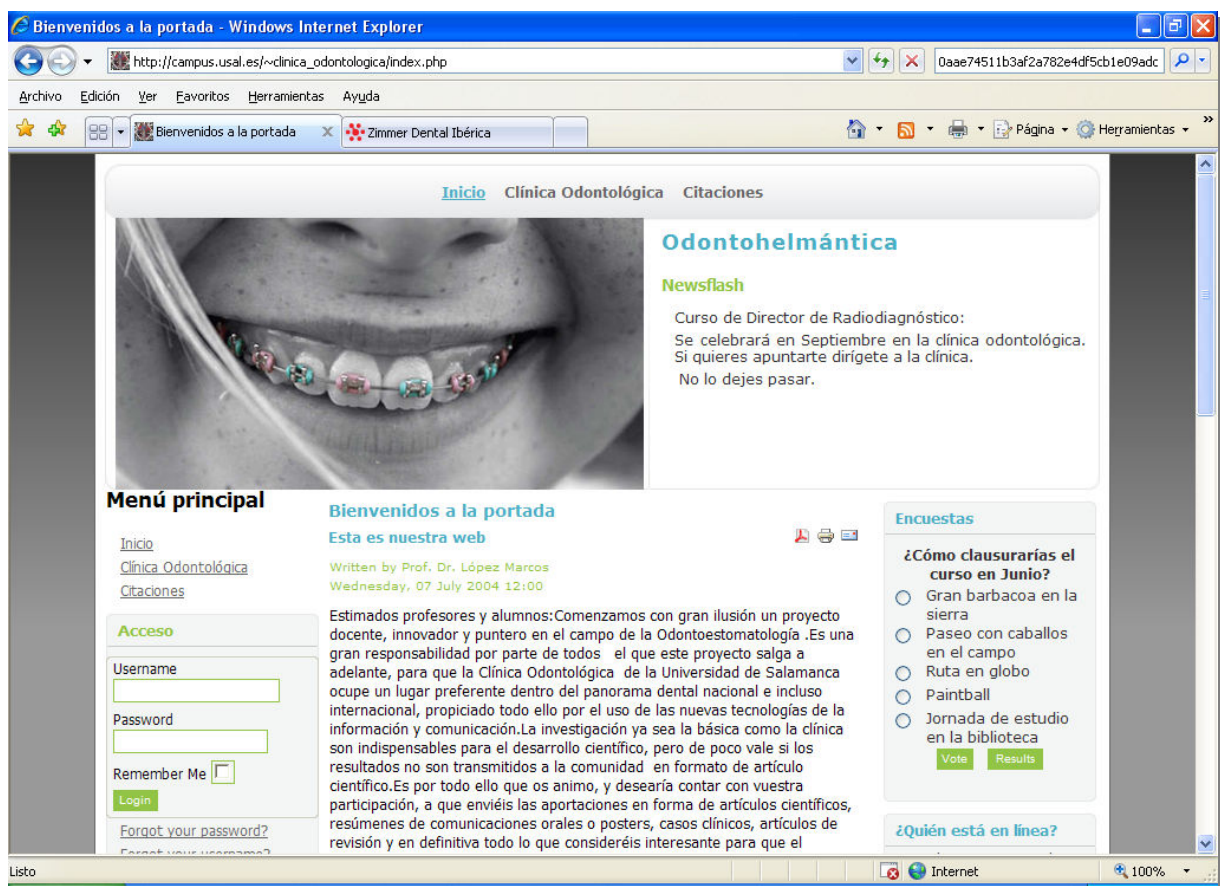 Bienvenidos a la portada - Windows Internet Explorer
http://campus.usal.es/~clinica_odontologica/index.php
0aae74511b3af2a782e4df5cb1e09adc
Archivo Edición Ver Favoritos Herramientas Ayuda
Bienvenidos a la portada
Zimmer Dental Ibérica
Página
Herramientas
Inicio Clínica Odontológica Citaciones
Odontohelmántica
Newsflash
Curso de Director de Radiodiagnóstico:
Se celebrará en Septiembre en la clínica odontológica.
Si quieres apuntarte dirígete a la clínica.
No lo dejes pasar.
Menú principal
Inicio
Clínica Odontológica
Citaciones
Acceso
Username
Password
Remember Me
Login
Forgot your password?
Forgot your username?
Bienvenidos a la portada
Esta es nuestra web
Written by Prof. Dr. López Marcos
Wednesday, 07 July 2004 12:00
Estimados profesores y alumnos:Comenzamos con gran ilusión un proyecto
docente, innovador y puntero en el campo de la Odontoestomatología .Es una
gran responsabilidad por parte de todos el que este proyecto salga a
adelante, para que la Clínica Odontológica de la Universidad de Salamanca
ocupe un lugar preferente dentro del panorama dental nacional e incluso
internacional, propiciado todo ello por el uso de las nuevas tecnologías de la
información y comunicación.La investigación ya sea la básica como la clínica
son indispensables para el desarrollo científico, pero de poco vale si los
resultados no son transmitidos a la comunidad en formato de artículo
científico.Es por todo ello que os animo, y desearía contar con vuestra
participación, a que enviéis las aportaciones en forma de artículos científicos,
resúmenes de comunicaciones orales o posters, casos clínicos, artículos de
revisión y en definitiva todo lo que consideréis interesante para que el
Encuestas
¿Cómo clausurarías el
curso en Junio?
Gran barbacoa en la
sierra
Paseo con caballos
en el campo
Ruta en globo
Paintball
Jornada de estudio
en la biblioteca
Vote Results
¿Quién está en línea?
Listo
Internet
100%